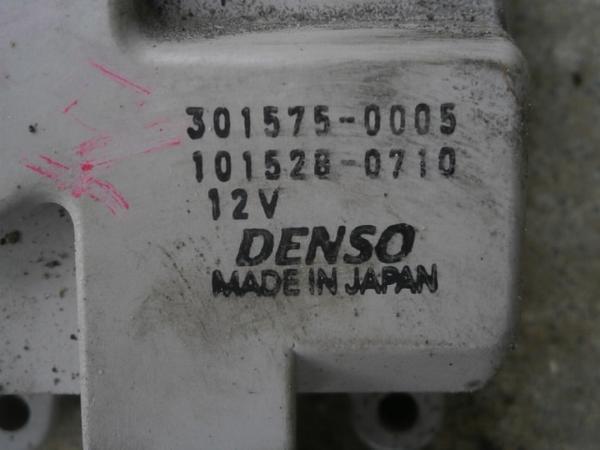 301575-0005
101528-0710
12V
DENSO
MADE IN JAPAN